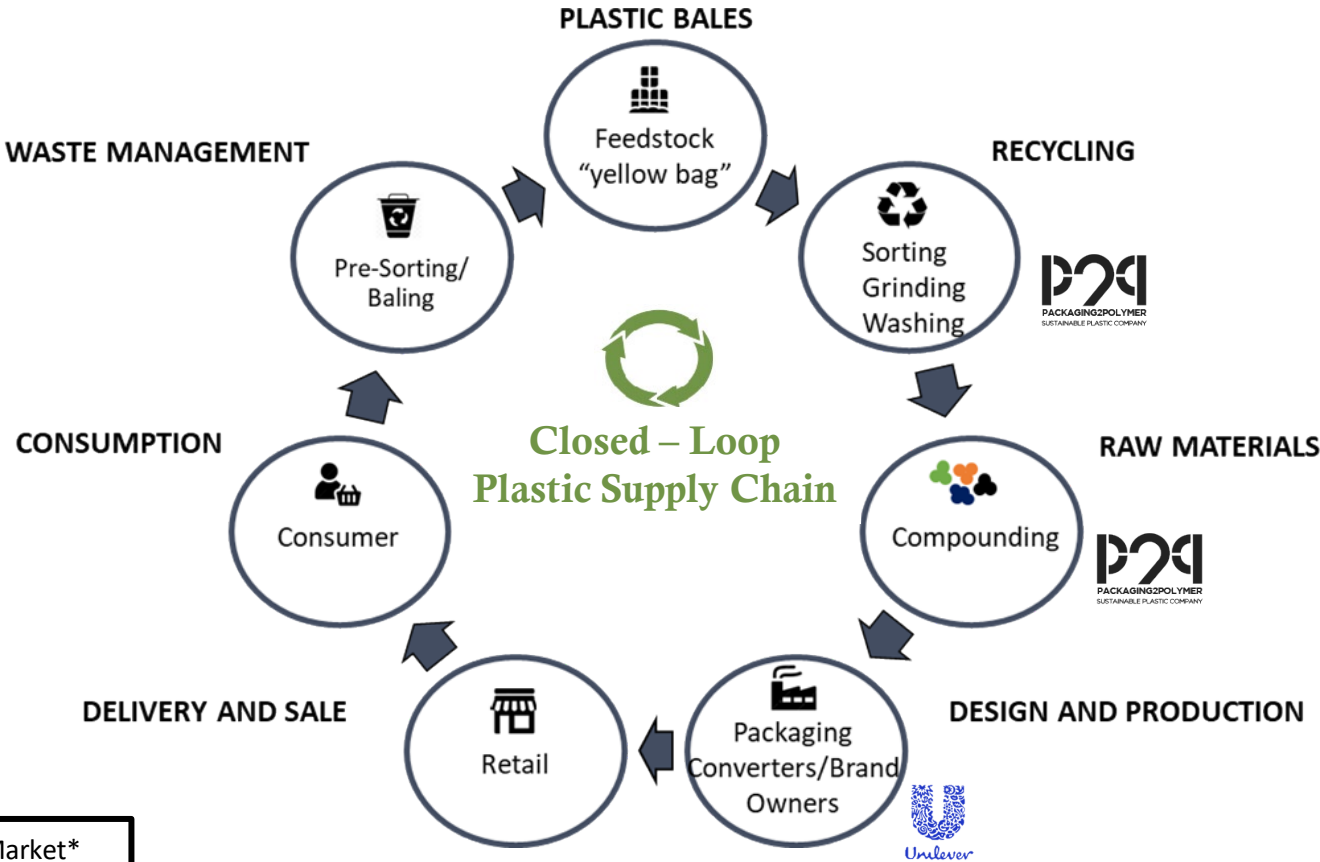 PLASTIC BALES
Feedstock
“yellow bag”
WASTE MANAGEMENT
Pre-Sorting/
Baling
RECYCLING
Sorting
Grinding
Washing
P2P
PACKAGING2POLYMER
SUSTAINABLE PLASTIC COMPANY
Closed – Loop
Plastic Supply Chain
CONSUMPTION
Consumer
RAW MATERIALS
Compounding
P2P
PACKAGING2POLYMER
SUSTAINABLE PLASTIC COMPANY
DELIVERY AND SALE
Retail
DESIGN AND PRODUCTION
Packaging
Converters/Brand
Owners
Unilever
Market*